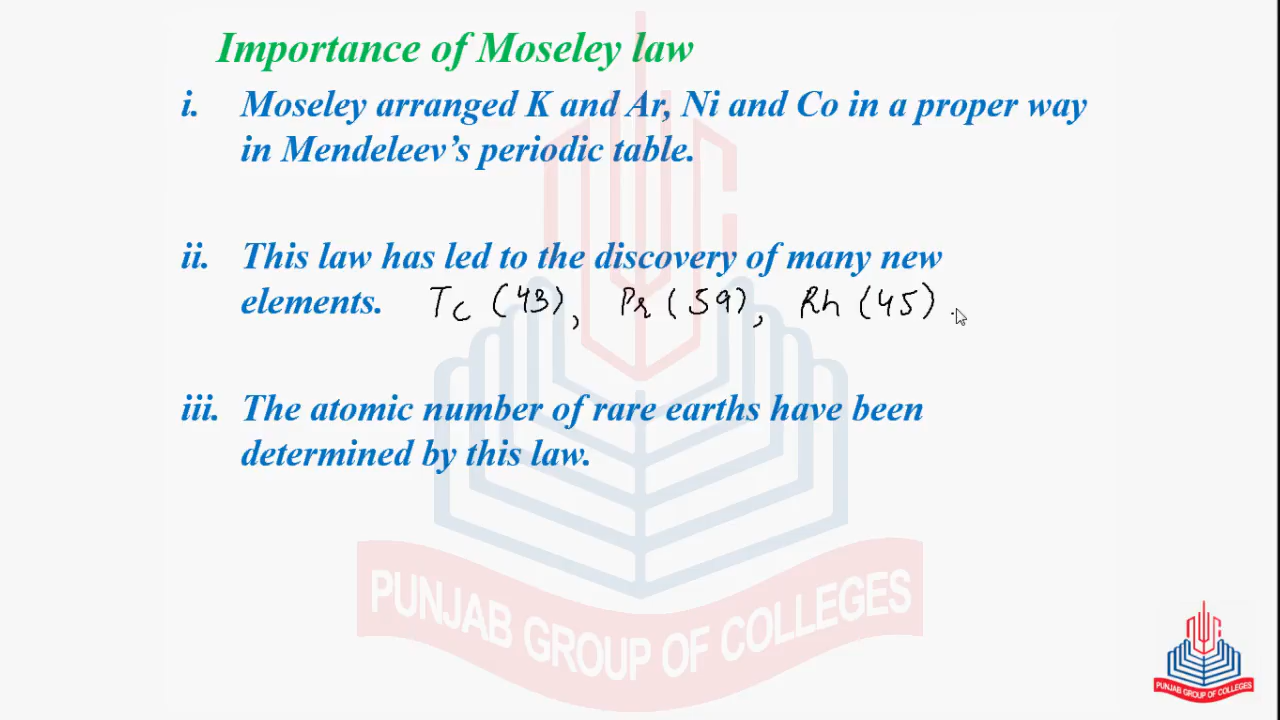 Importance of Moseley law
i. Moseley arranged K and Ar, Ni and Co in a proper way
in Mendeleev's periodic table.
ii. This law has led to the discovery of many new
elements. Tc (43), Pr (59), Rh (45)
iii. The atomic number of rare earths have been
determined by this law.
PUNJAB GROUP OF COLLEGES
PUNJAB GROUP OF COLLEGES